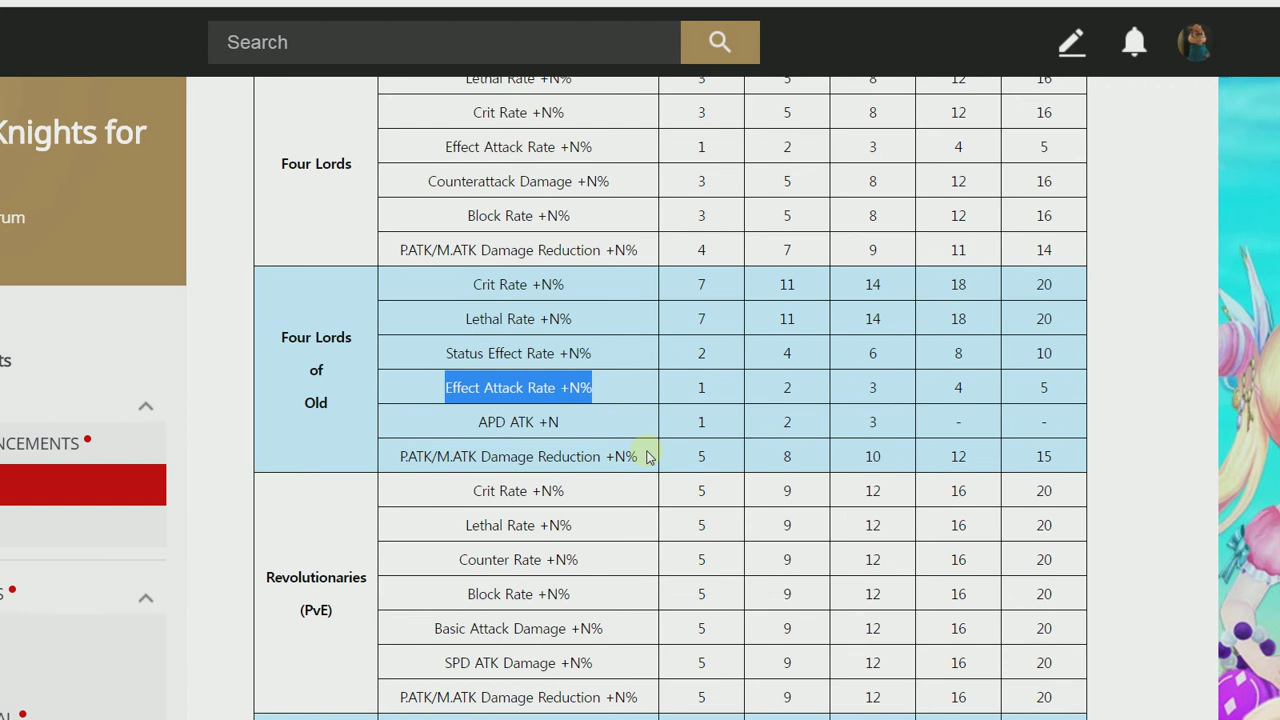 Search
Knights for
rum
ts
NCEMENTS
S
Lethal Rate +N% 3 5 8 12 16
Four Lords
Crit Rate +N% 3 5 8 12 16
Effect Attack Rate +N% 1 2 3 4 5
Counterattack Damage +N% 3 5 8 12 16
Block Rate +N% 3 5 8 12 16
P.ATK/M.ATK Damage Reduction +N% 4 7 9 11 14
Four Lords
of
Old
Crit Rate +N% 7 11 14 18 20
Lethal Rate +N% 7 11 14 18 20
Status Effect Rate +N% 2 4 6 8 10
Effect Attack Rate +N% 1 2 3 4 5
APD ATK +N 1 2 3 - -
P.ATK/M.ATK Damage Reduction +N% 5 8 10 12 15
Revolutionaries
(PvE)
Crit Rate +N% 5 9 12 16 20
Lethal Rate +N% 5 9 12 16 20
Counter Rate +N% 5 9 12 16 20
Block Rate +N% 5 9 12 16 20
Basic Attack Damage +N% 5 9 12 16 20
SPD ATK Damage +N% 5 9 12 16 20
P.ATK/M.ATK Damage Reduction +N% 5 9 12 16 20